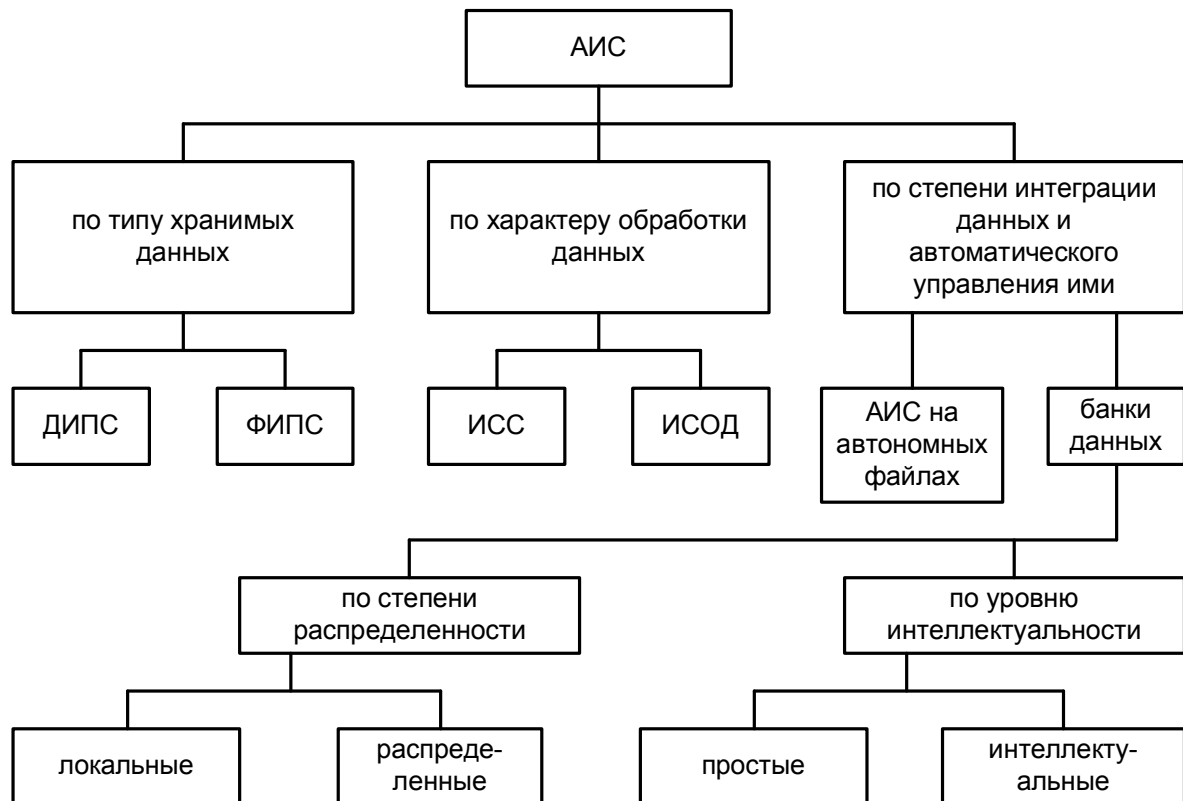 АИС
по типу хранимых
данных
по характеру обработки
данных
по степени интеграции
данных и
автоматического
управления ими
ДИПС
ФИПС
ИСС
ИСОД
АИС на
автономных
файлах
банки
данных
по степени
распределенности
по уровню
интеллектуальности
локальные
распреде-
ленные
простые
интеллекту-
альные